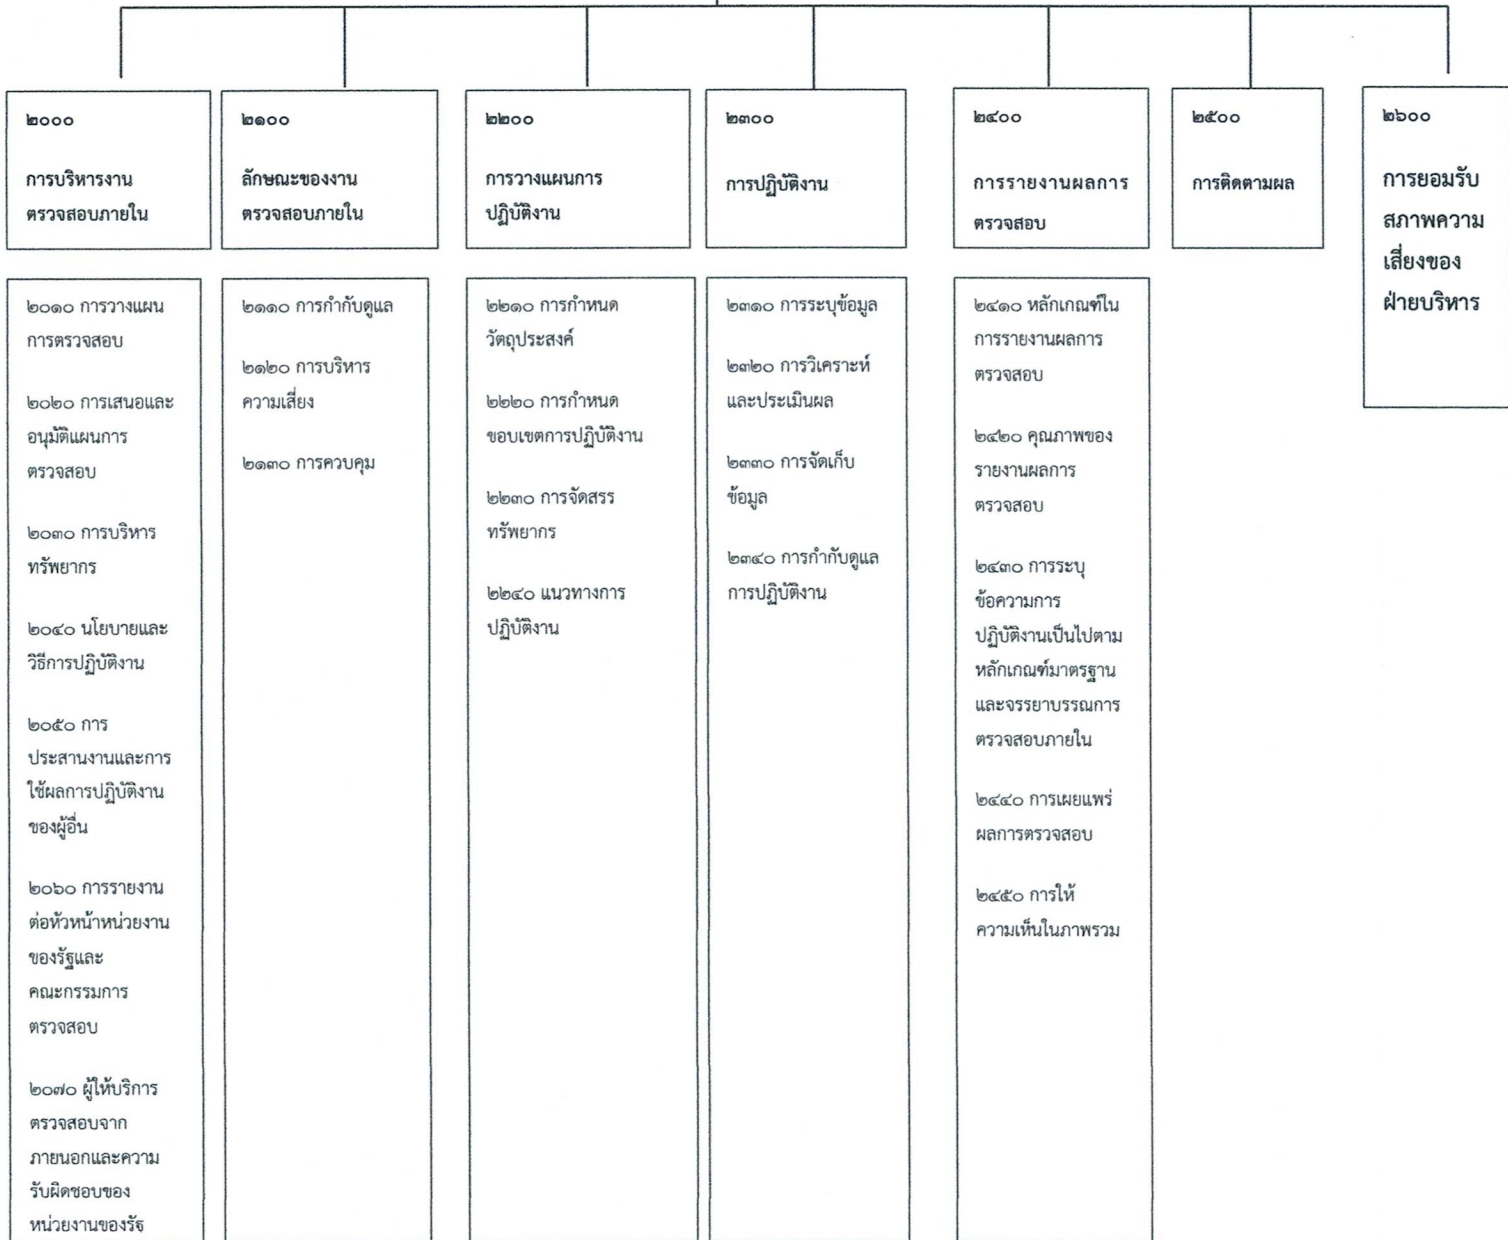 ๒๐๐๐
การบริหารงาน
ตรวจสอบภายใน
๒๑๐๐
ลักษณะของงาน
ตรวจสอบภายใน
๒๒๐๐
การวางแผนการ
ปฏิบัติงาน
๒๓๐๐
การปฏิบัติงาน
๒๔๐๐
การรายงานผลการ
ตรวจสอบ
๒๕๐๐
การติดตามผล
๒๖๐๐
การยอมรับ
สภาพความ
เสี่ยงของ
ฝ่ายบริหาร
๒๐๑๐ การวางแผน
การตรวจสอบ
๒๐๒๐ การเสนอและ
อนุมัติแผนการ
ตรวจสอบ
๒๐๓๐ การบริหาร
ทรัพยากร
๒๐๔๐ นโยบายและ
วิธีการปฏิบัติงาน
๒๐๕๐ การ
ประสานงานและการ
ใช้ผลการปฏิบัติงาน
ของผู้อื่น
๒๐๖๐ การรายงาน
ต่อหัวหน้าหน่วยงาน
ของรัฐและ
คณะกรรมการ
ตรวจสอบ
๒๐๗๐ ผู้ให้บริการ
ตรวจสอบจาก
ภายนอกและความ
รับผิดชอบของ
หน่วยงานของรัฐ
๒๑๑๐ การกำกับดูแล
๒๑๒๐ การบริหาร
ความเสี่ยง
๒๑๓๐ การควบคุม
๒๒๑๐ การกำหนด
วัตถุประสงค์
๒๒๒๐ การกำหนด
ขอบเขตการปฏิบัติงาน
๒๒๓๐ การจัดสรร
ทรัพยากร
๒๒๔๐ แนวทางการ
ปฏิบัติงาน
๒๓๑๐ การระบุข้อมูล
๒๓๒๐ การวิเคราะห์
และประเมินผล
๒๓๓๐ การจัดเก็บ
ข้อมูล
๒๓๔๐ การกำกับดูแล
การปฏิบัติงาน
๒๔๑๐ หลักเกณฑ์ใน
การรายงานผลการ
ตรวจสอบ
๒๔๒๐ คุณภาพของ
รายงานผลการ
ตรวจสอบ
๒๔๓๐ การระบุ
ข้อความการ
ปฏิบัติงานเป็นไปตาม
หลักเกณฑ์มาตรฐาน
และจรรยาบรรณการ
ตรวจสอบภายใน
๒๔๔๐ การเผยแพร่
ผลการตรวจสอบ
๒๔๕๐ การให้
ความเห็นในภาพรวม